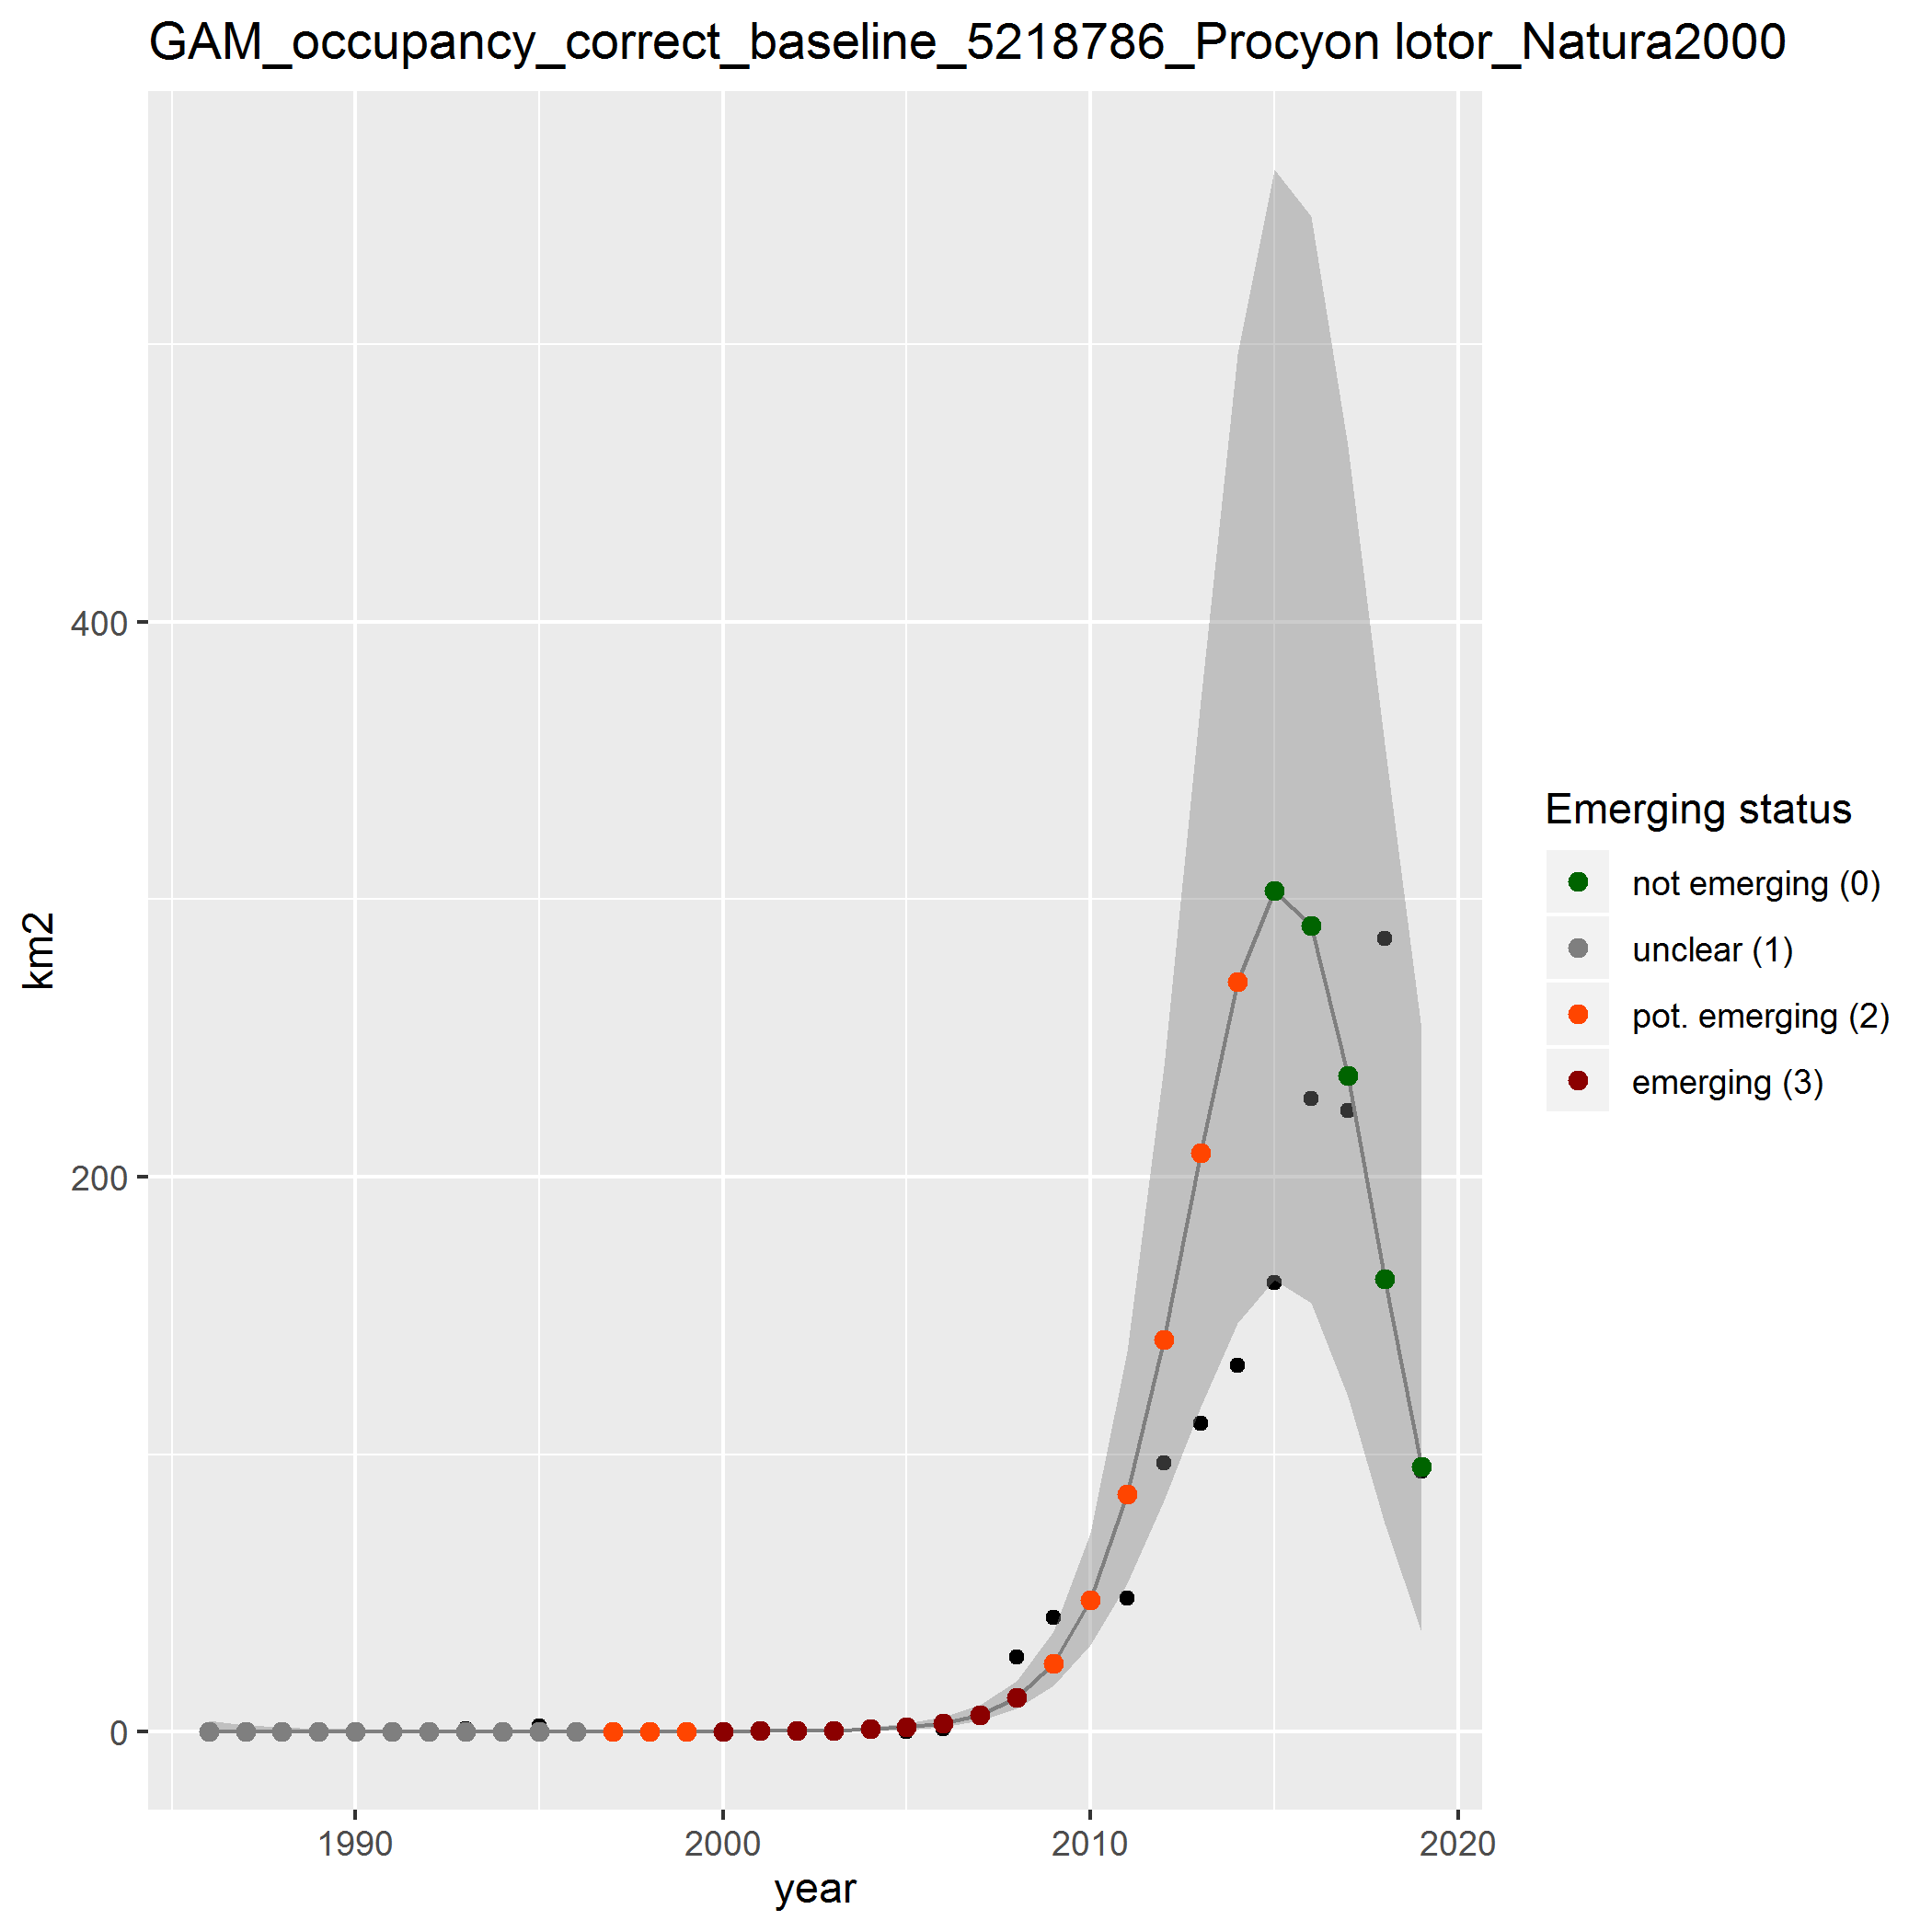 GAM_occupancy_correct_baseline_5218786_Procyon lotor_Natura2000
400
200
0
km2
1990 2000 2010 2020
year
Emerging status
not emerging (0)
unclear (1)
pot. emerging (2)
emerging (3)